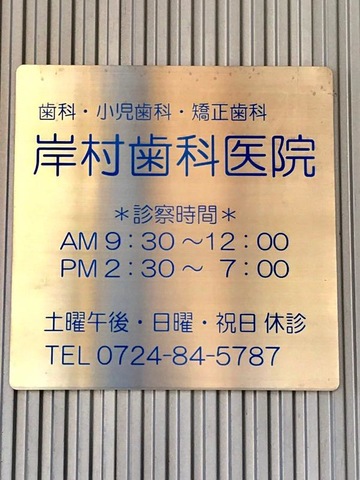 歯科・小児歯科・矯正歯科
岸村歯科医院
＊診察時間＊
AM 9：30～12：00
PM 2：30～ 7：00
土曜午後・日曜・祝日 休診
TEL 0724-84-5787